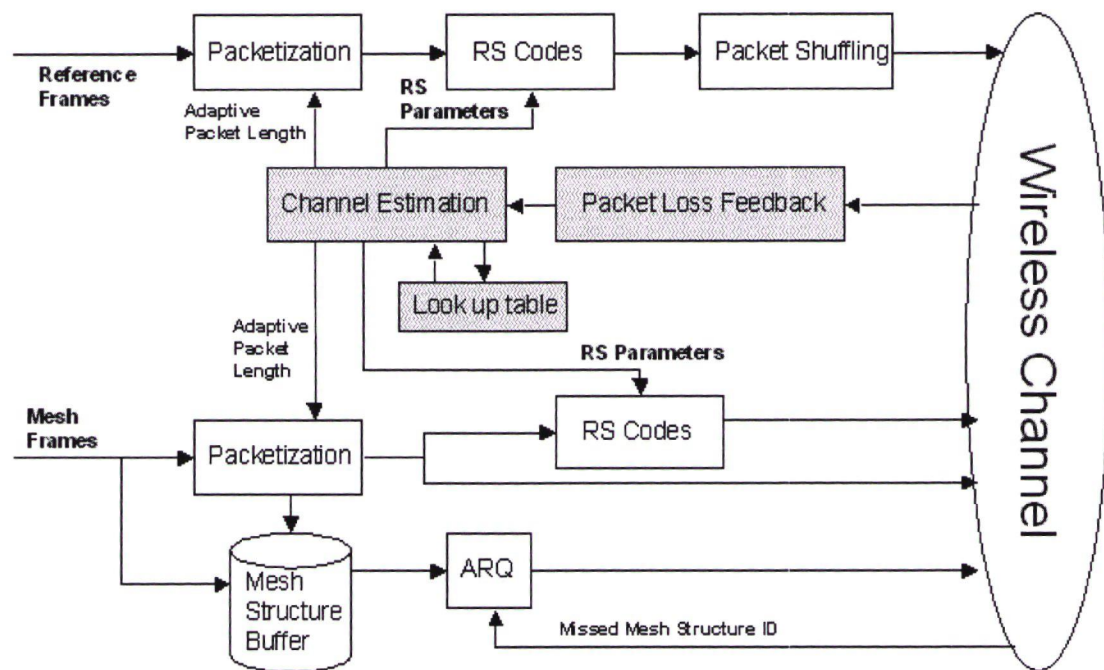 Packetization
RS Codes
Packet Shuffling
Reference
Frames
Adaptive
Packet Length
RS
Parameters
Channel Estimation
Packet Loss Feedback
Look up table
Wireless Channel
Adaptive
Packet
Length
RS Parameters
Mesh
Frames
Packetization
RS Codes
Mesh
Structure
Buffer
ARQ
Missed Mesh Structure ID